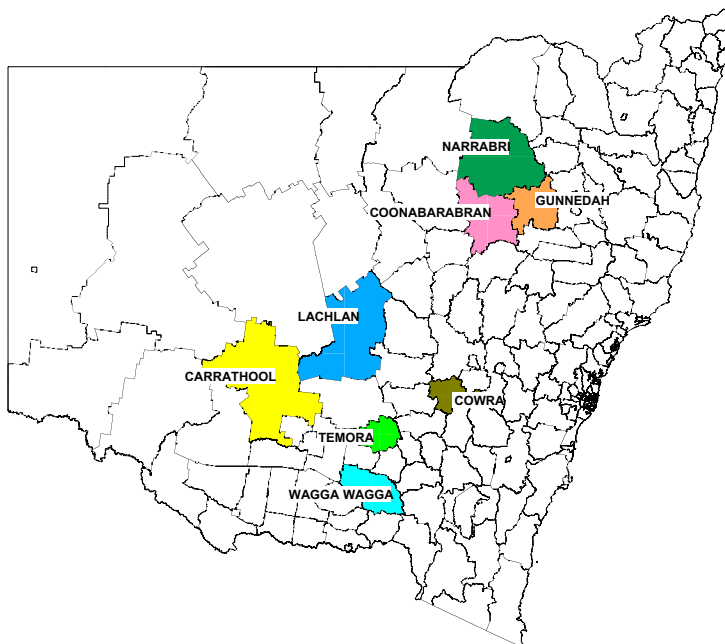 NARRABRI
GUNNEDAH
COONABARABRAN
LACHLAN
CARRATHOOL
COWRA
TEMORA
WAGGA WAGGA